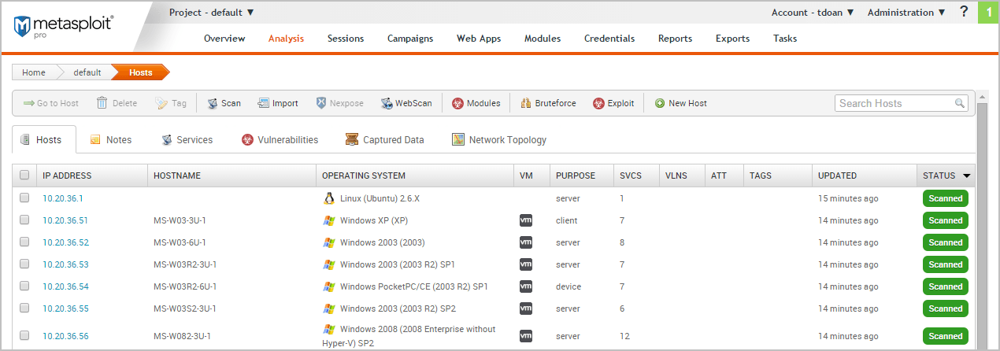 Project - default ▼ Account - tdoan ▼ Administration ▼ ? 1
metasploit®
pro
Overview Analysis Sessions Campaigns Web Apps Modules Credentials Reports Exports Tasks
Home default Hosts
Go to Host Delete Tag Scan Import Nexpose WebScan Modules Bruteforce Exploit New Host Search Hosts
Hosts Notes Services Vulnerabilities Captured Data Network Topology
IP ADDRESS HOSTNAME OPERATING SYSTEM VM PURPOSE SVCS VLNS ATT TAGS UPDATED STATUS
10.20.36.1 Linux (Ubuntu) 2.6.X server 1 15 minutes ago Scanned
10.20.36.51 MS-W03-3U-1 Windows XP (XP) vm client 7 14 minutes ago Scanned
10.20.36.52 MS-W03-6U-1 Windows 2003 (2003) vm server 8 14 minutes ago Scanned
10.20.36.53 MS-W03R2-3U-1 Windows 2003 (2003 R2) SP1 vm server 7 14 minutes ago Scanned
10.20.36.54 MS-W03R2-6U-1 Windows PocketPC/CE (2003 R2) SP1 vm device 7 14 minutes ago Scanned
10.20.36.55 MS-W03S2-3U-1 Windows 2003 (2003 R2) SP2 vm server 6 14 minutes ago Scanned
10.20.36.56 MS-W082-3U-1 Windows 2008 (2008 Enterprise without vm server 12 14 minutes ago Scanned
Hyper-V) SP2